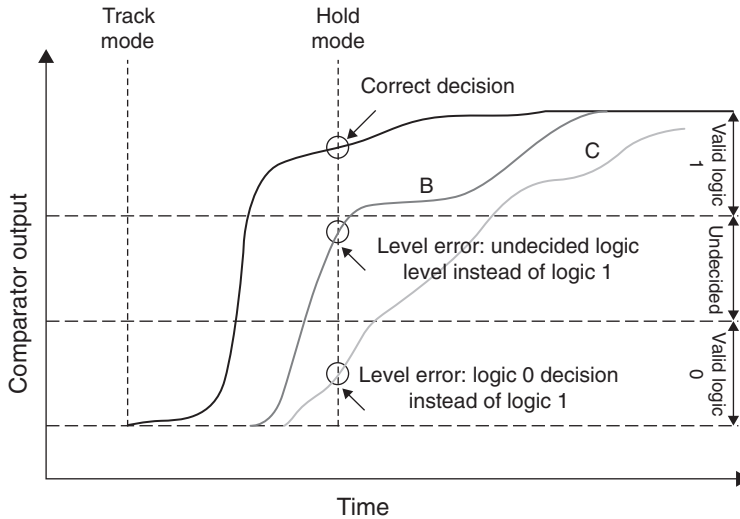 Track
mode
Hold
mode
Correct decision
B
C
Level error: undecided logic
level instead of logic 1
Level error: logic 0 decision
instead of logic 1
Valid logic
1
Undecided
Valid logic
0
Comparator output
Time